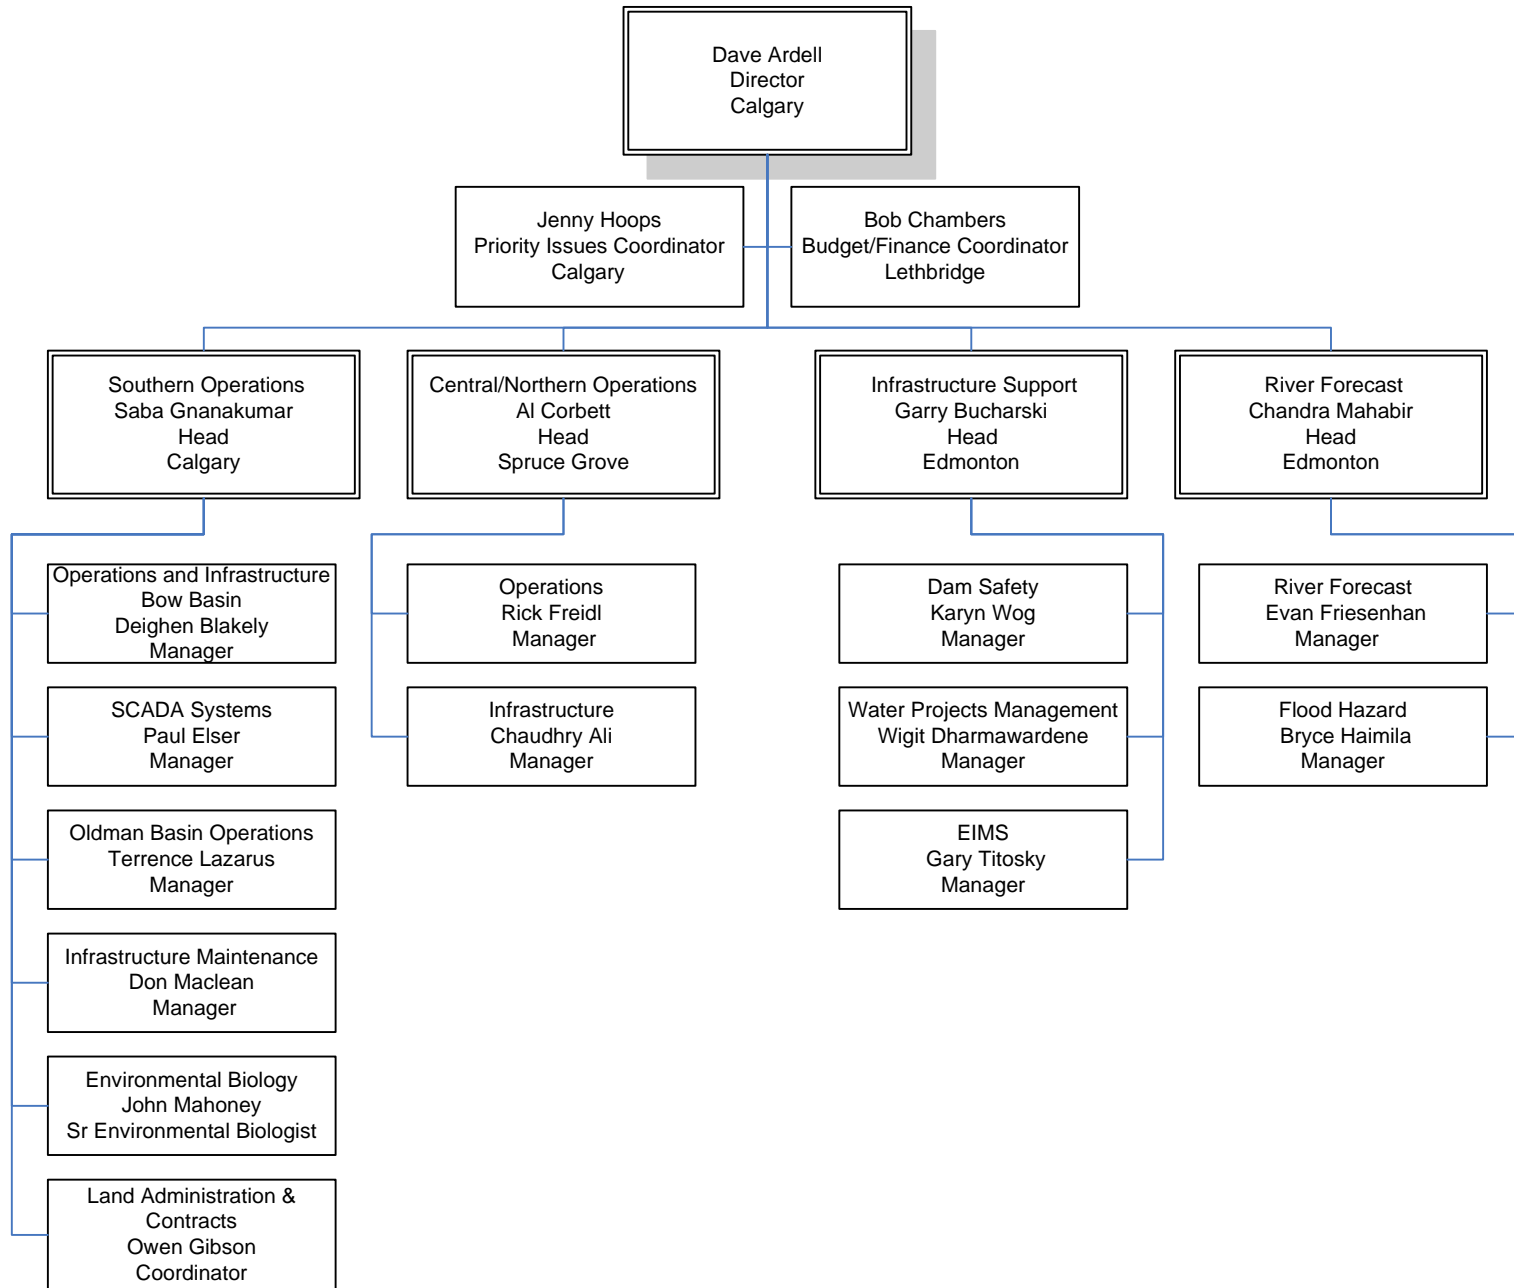 Dave Ardell
Director
Calgary
Jenny Hoops
Priority Issues Coordinator
Calgary
Bob Chambers
Budget/Finance Coordinator
Lethbridge
Southern Operations
Saba Gnanakumar
Head
Calgary
Central/Northern Operations
Al Corbett
Head
Spruce Grove
Infrastructure Support
Garry Bucharski
Head
Edmonton
River Forecast
Chandra Mahabir
Head
Edmonton
Operations and Infrastructure
Bow Basin
Deighen Blakely
Manager
SCADA Systems
Paul Elser
Manager
Oldman Basin Operations
Terrence Lazarus
Manager
Infrastructure Maintenance
Don Maclean
Manager
Environmental Biology
John Mahoney
Sr Environmental Biologist
Land Administration &
Contracts
Owen Gibson
Coordinator
Operations
Rick Freidl
Manager
Infrastructure
Chaudhry Ali
Manager
Dam Safety
Karyn Wog
Manager
Water Projects Management
Wigit Dharmawardene
Manager
EIMS
Gary Titosky
Manager
River Forecast
Evan Friesenhan
Manager
Flood Hazard
Bryce Haimila
Manager